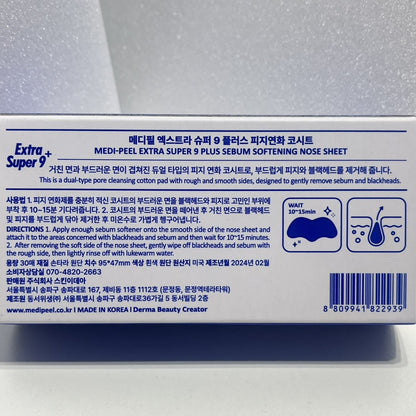 Extra
Super 9+
메디필 엑스트라 슈퍼 9 플러스 피지연화 코시트
MEDI-PEEL EXTRA SUPER 9 PLUS SEBUM SOFTENING NOSE SHEET
거친 면과 부드러운 면이 겹쳐진 듀얼 타입의 피지 연화 코시트로, 부드럽게 피지와 블랙헤드를 제거해 줍니다.
This is a dual-type pore cleansing cotton pad with rough and smooth sides, designed to gently remove sebum and blackheads.
사용법 1. 피지 연화제를 충분히 적신 코시트의 부드러운 면을 블랙헤드와 피지로 고민인 부위에
부착 후 10~15분 기다려줍니다. 2. 코시트의 부드러운 면을 떼어낸 후 거친 면으로 블랙헤드
및 피지를 부드럽게 닦아 제거한 후 미온수로 가볍게 헹구어줍니다.
DIRECTIONS 1. Apply enough sebum softener onto the smooth side of the nose sheet and
attach it to the areas concerned with blackheads and sebum and then wait for 10~15 minutes.
2. After removing the soft side of the nose sheet, gently wipe off blackheads and sebum with
the rough side, then lightly rinse off with lukewarm water.
용량 30매 재질 손타라 원단 치수 95*47mm 색상 흰색 원단 원산지 미국 제조년월 2024년 02월
소비자상담실 070-4820-2663
판매원 주식회사 스킨이데아
서울특별시 송파구 송파대로 167, 제비동 11층 1112호 (문정동, 문정역테라타워)
제조원 동서위생㈜ 서울특별시 송파구 송파대로36가길 5 동서빌딩 2층
www.medipeel.co.kr I MADE IN KOREA I Derma Beauty Creator
WAIT
10~15min
8 809941 822939